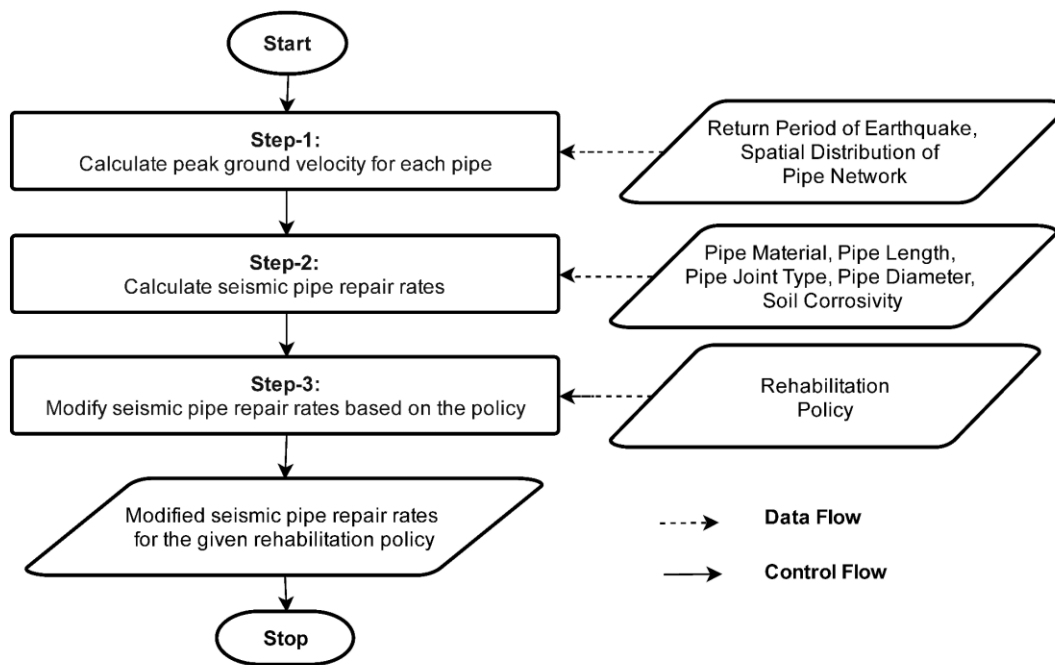 Start
Step-1:
Calculate peak ground velocity for each pipe
Return Period of Earthquake,
Spatial Distribution of
Pipe Network
Step-2:
Calculate seismic pipe repair rates
Pipe Material, Pipe Length,
Pipe Joint Type, Pipe Diameter,
Soil Corrosivity
Step-3:
Modify seismic pipe repair rates based on the policy
Rehabilitation
Policy
Modified seismic pipe repair rates
for the given rehabilitation policy
Data Flow
Control Flow
Stop